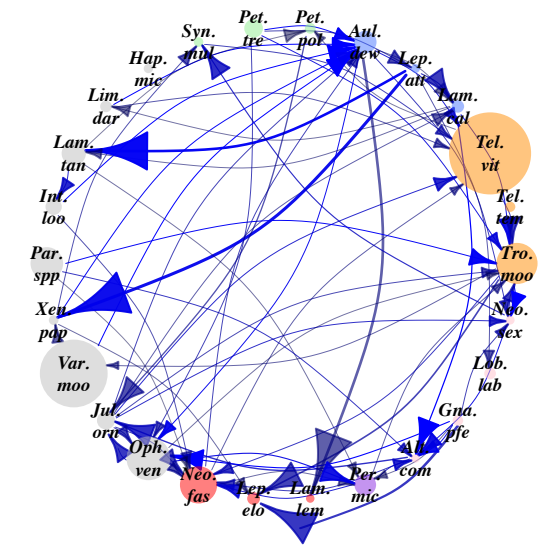 Pet.
tre
Pet.
pol
Aul.
dew
Lep.
att
Lam.
cal
Tel.
vit
Tel.
tem
Tro.
moo
Neo.
sex
Lob.
lab
Gna.
pfe
Alt.
com
Per.
mic
Lam.
lem
Lep.
elo
Neo.
fas
Oph.
ven
Jul.
orn
Var.
moo
Xen.
pap
Par.
spp
Int.
loo
Lam.
tan
Lim.
dar
Hap.
mic
Syn.
mul